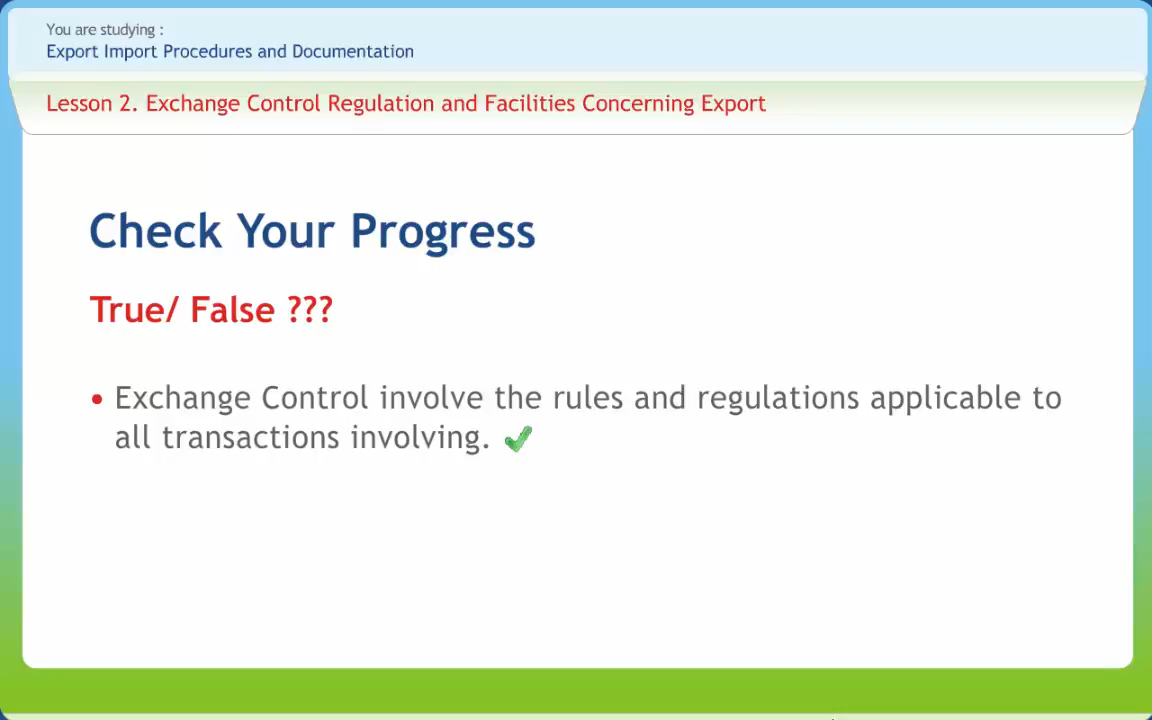 You are studying :
Export Import Procedures and Documentation
Lesson 2. Exchange Control Regulation and Facilities Concerning Export
Check Your Progress
True/ False ???
• Exchange Control involve the rules and regulations applicable to
all transactions involving.